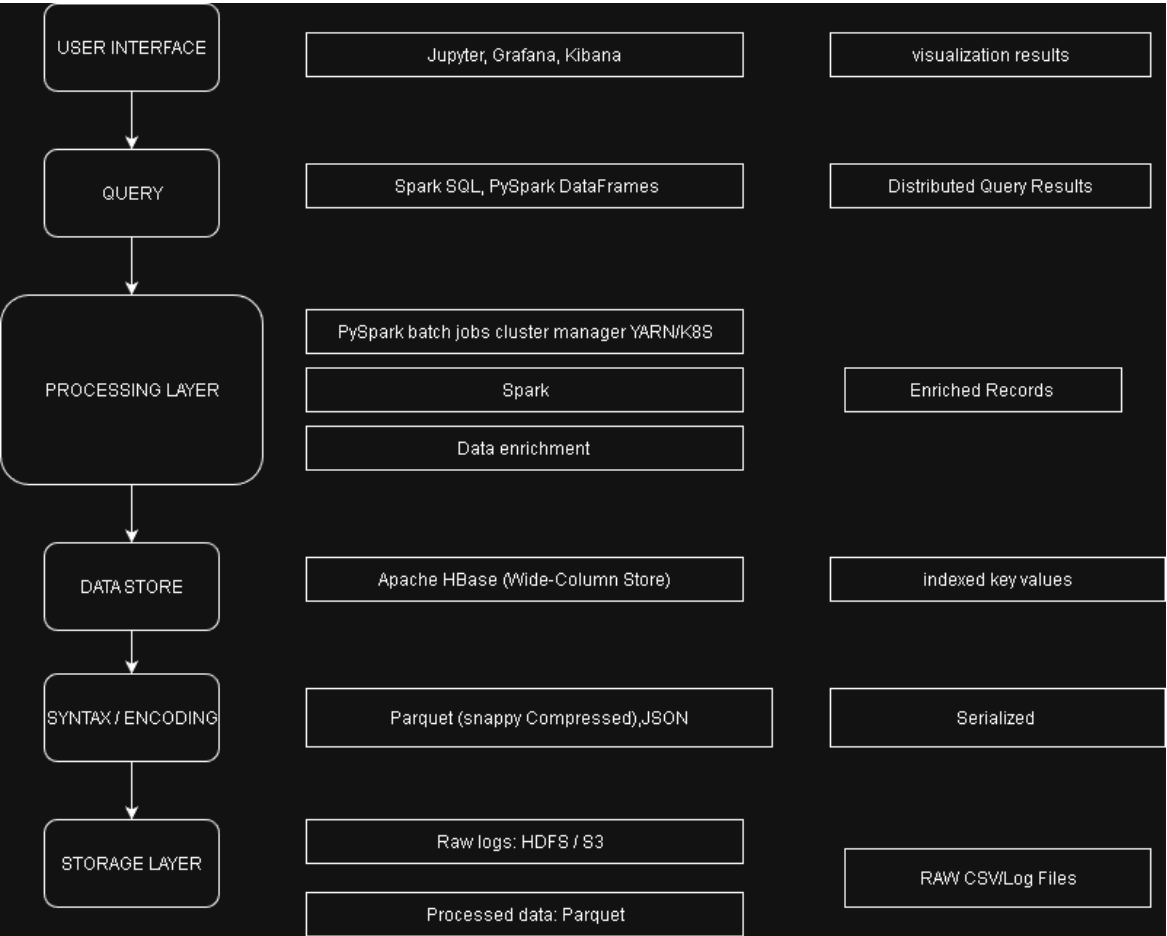 USER INTERFACE
Jupyter, Grafana, Kibana
visualization results
QUERY
Spark SQL, PySpark DataFrames
Distributed Query Results
PROCESSING LAYER
PySpark batch jobs cluster manager YARN/K8S
Spark
Data enrichment
Enriched Records
DATA STORE
Apache HBase (Wide-Column Store)
indexed key values
SYNTAX / ENCODING
Parquet (snappy Compressed),JSON
Serialized
STORAGE LAYER
Raw logs: HDFS / S3
Processed data: Parquet
RAW CSV/Log Files